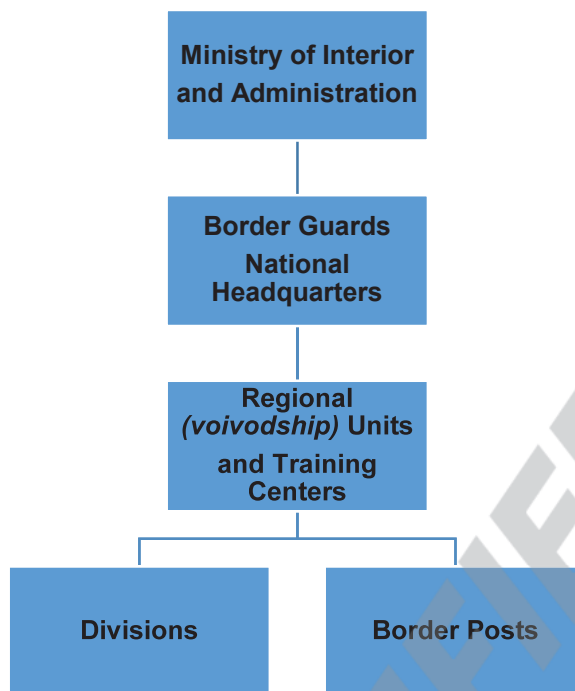 Ministry of Interior
and Administration
Border Guards
National
Headquarters
Regional
(voivodship) Units
and Training
Centers
Divisions
Border Posts